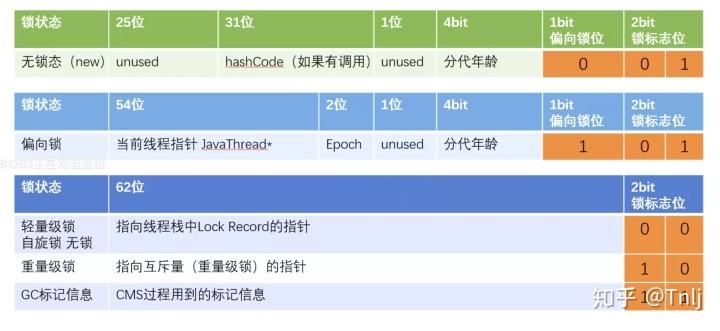 锁状态 25位 31位 1位 4bit 1bit 偏向锁位 2bit 锁标志位
无锁态（new） unused hashCode（如果有调用） unused 分代年龄 0 0 1
锁状态 54位 2位 1位 4bit 1bit 偏向锁位 2bit 锁标志位
偏向锁 当前线程指针 JavaThread* Epoch unused 分代年龄 1 0 1
锁状态 62位 2bit 锁标志位
轻量级锁 自旋锁 无锁 指向线程栈中Lock Record的指针 0 0
重量级锁 指向互斥量（重量级锁）的指针 1 0
GC标记信息 CMS过程用到的标记信息 1 1
知乎 @Tnlj